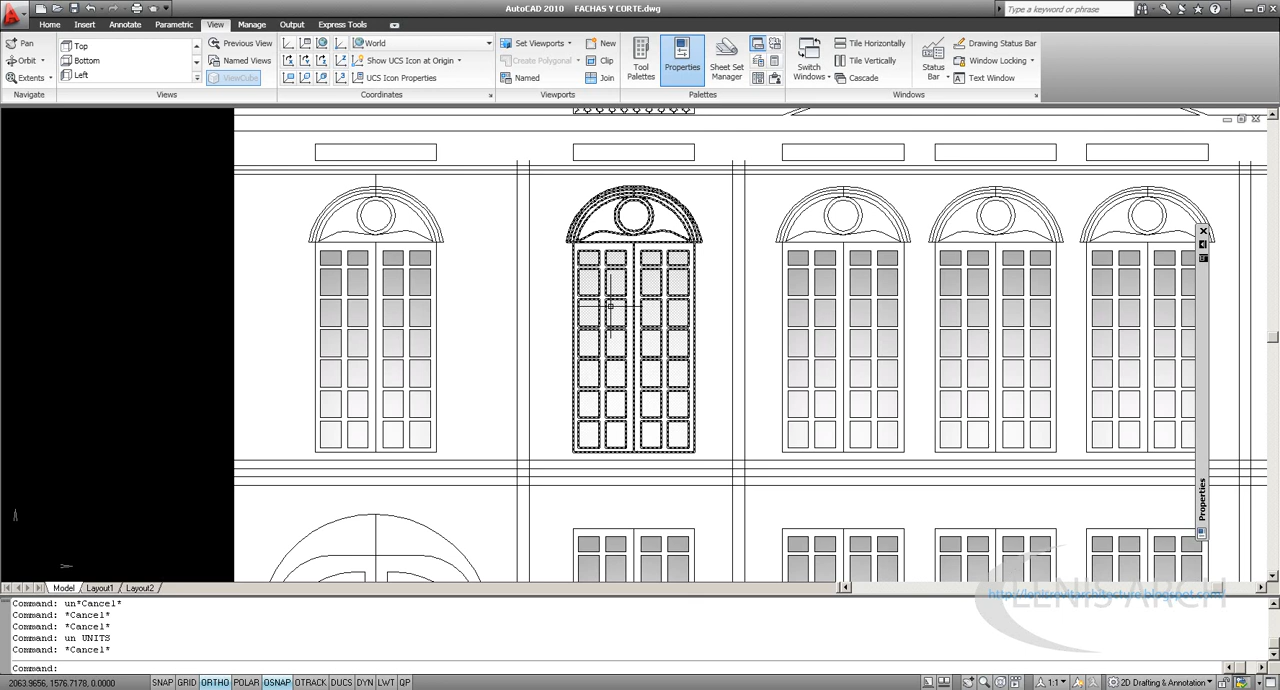 AutoCAD 2010    FACHAS Y CORTE.dwg
Type a keyword or phrase
Home Insert Annotate Parametric View Manage Output Express Tools
Pan
Orbit
Extents
Navigate
Top
Bottom
Left
Views
Previous View
Named Views
ViewCube
World
Show UCS Icon at Origin
UCS Icon Properties
Coordinates
Set Viewports
Create Polygonal
Named
New
Clip
Join
Viewports
Tool Palettes
Properties
Sheet Set Manager
Palettes
Switch Windows
Tile Horizontally
Tile Vertically
Cascade
Status Bar
Drawing Status Bar
Window Locking
Text Window
Windows
Properties
Model Layout1 Layout2
LENIS ARCH
http://lenisrevitarchitecture.blogspot.com/
Command: un*Cancel*
Command: *Cancel*
Command: *Cancel*
Command: un UNITS
Command: *Cancel*
Command:
2063.9656, 1576.7178, 0.0000 SNAP GRID ORTHO POLAR OSNAP OTRACK DUCS DYN LWT QP 1:1 2D Drafting & Annotation